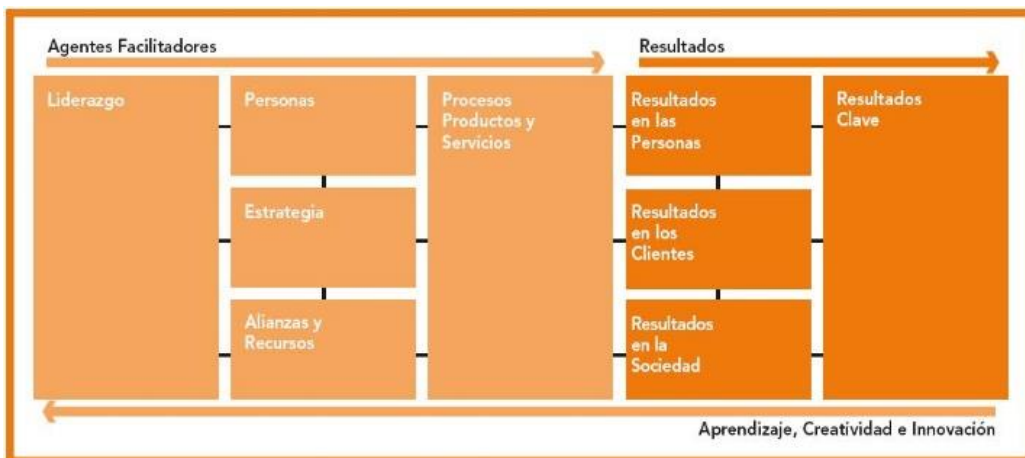 Agentes Facilitadores
Resultados
Liderazgo
Personas
Procesos
Productos y
Servicios
Resultados
en las
Personas
Resultados
Clave
Estrategia
Resultados
en los
Clientes
Alianzas y
Recursos
Resultados
en la
Sociedad
Aprendizaje, Creatividad e Innovación